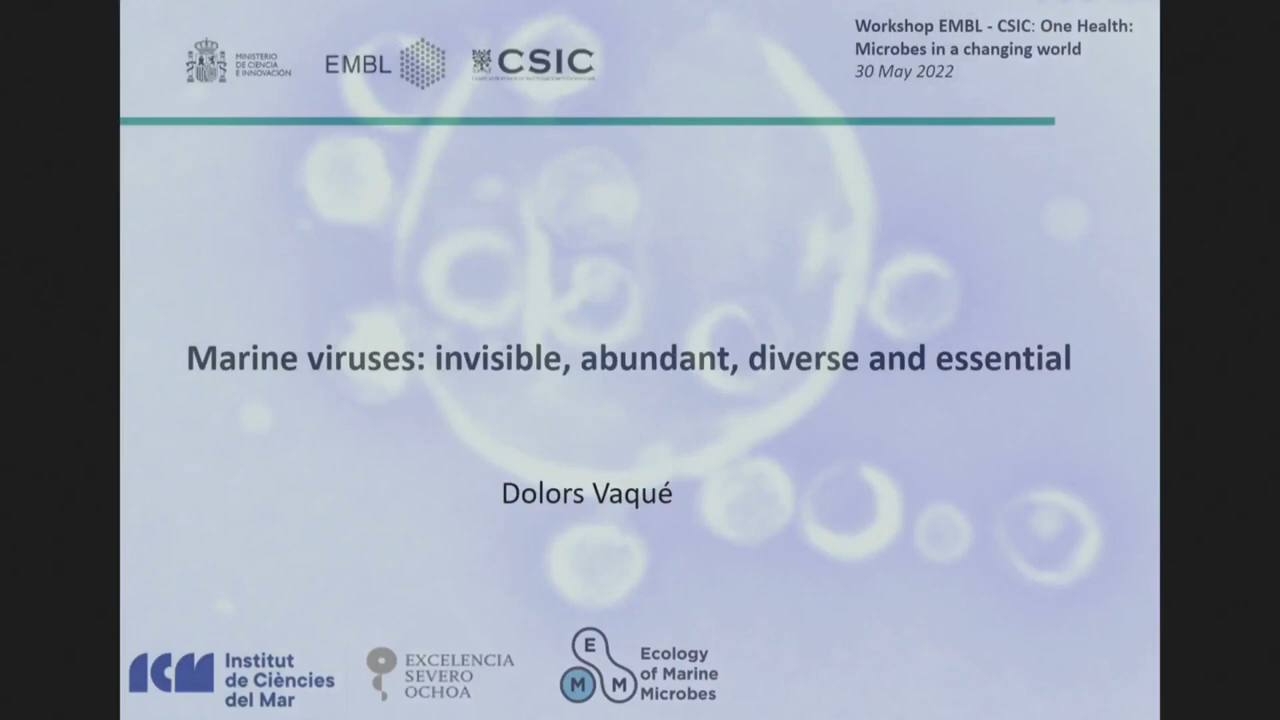 MINISTERIO
DE CIENCIA
E INNOVACIÓN
EMBL
CSIC
Workshop EMBL - CSIC: One Health:
Microbes in a changing world
30 May 2022
Marine viruses: invisible, abundant, diverse and essential
Dolors Vaqué
ICM
Institut
de Ciències
del Mar
EXCELENCIA
SEVERO
OCHOA
E
M M
Ecology
of Marine
Microbes